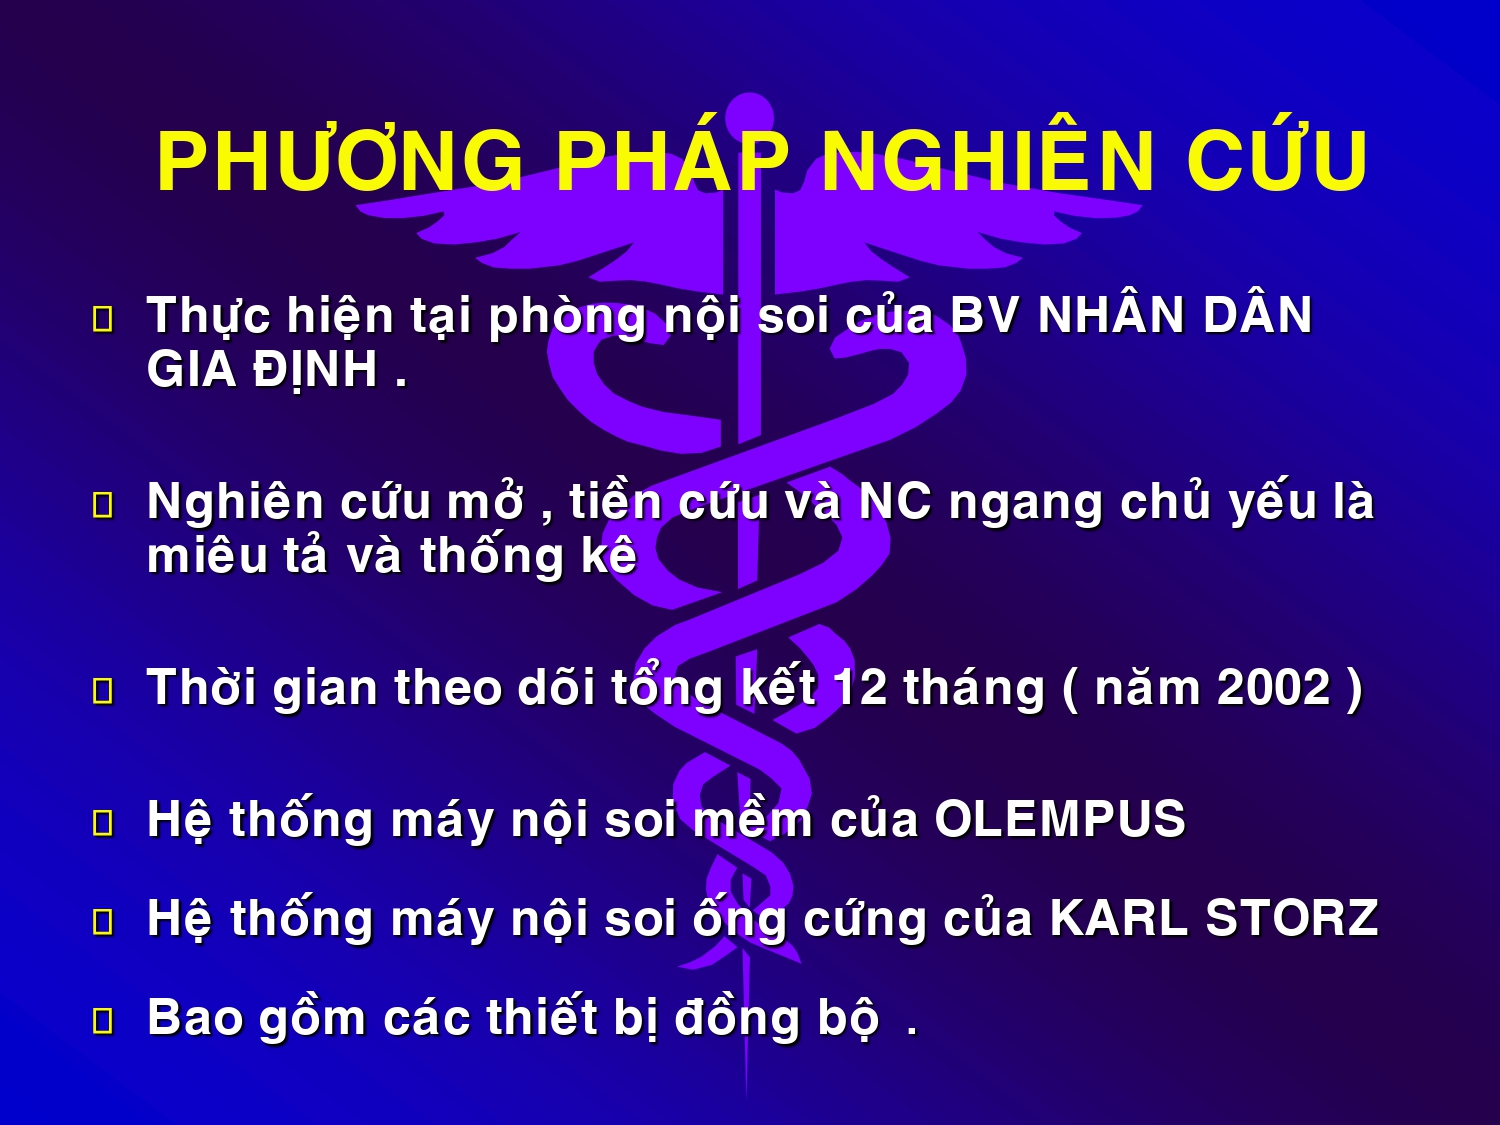 PHƯƠNG PHÁP NGHIÊN CỨU
Thực hiện tại phòng nội soi của BV NHÂN DÂN
GIA ĐỊNH .
Nghiên cứu mở , tiền cứu và NC ngang chủ yếu là
miêu tả và thống kê
Thời gian theo dõi tổng kết 12 tháng ( năm 2002 )
Hệ thống máy nội soi mềm của OLEMPUS
Hệ thống máy nội soi ống cứng của KARL STORZ
Bao gồm các thiết bị đồng bộ .